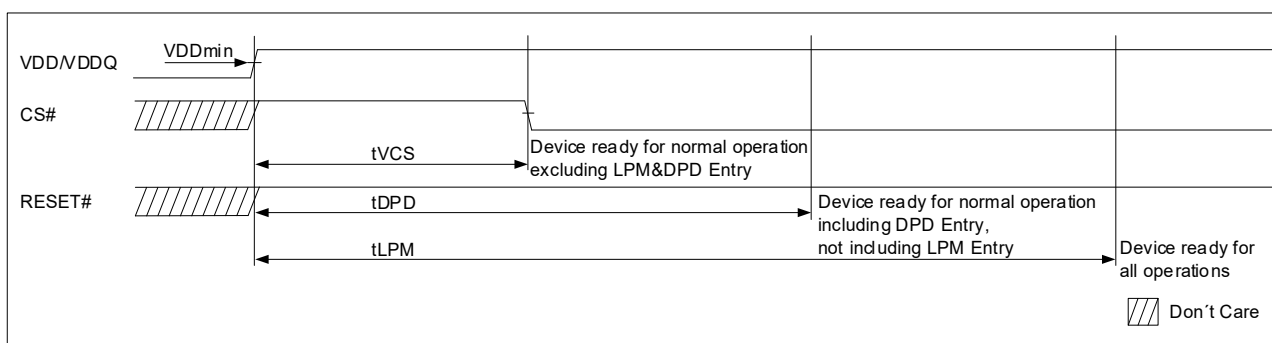 VDD/VDDQ
VDDmin
CS#
tVCS
Device ready for normal operation
excluding LPM&DPD Entry
RESET#
tDPD
Device ready for normal operation
including DPD Entry,
not including LPM Entry
tLPM
Device ready for
all operations
Don´t Care